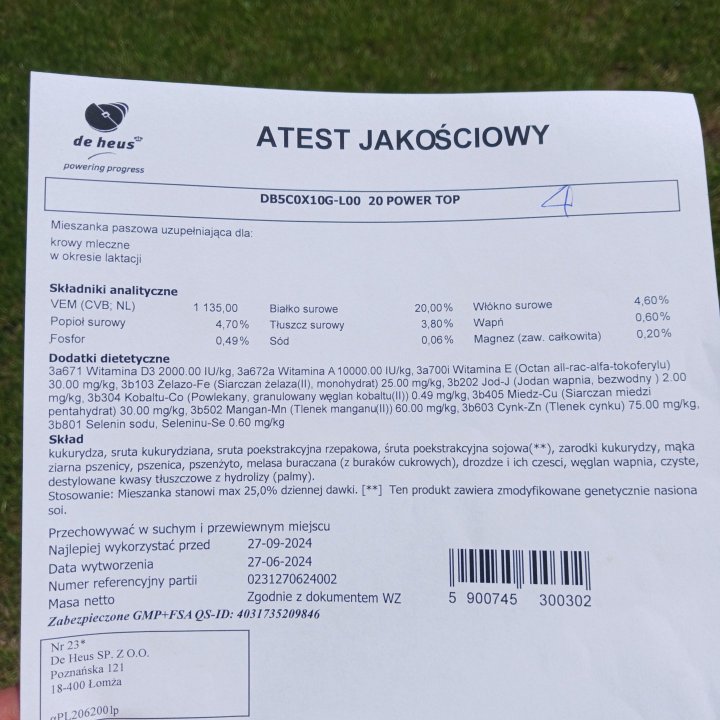 de heus
powering progress
ATEST JAKOŚCIOWY
DB5C0X10G-L00 20 POWER TOP
4
Mieszanka paszowa uzupełniająca dla:
krowy mleczne
w okresie laktacji
Składniki analityczne
VEM (CVB; NL) 1 135,00 Białko surowe 20,00% Włókno surowe 4,60%
Popiół surowy 4,70% Tłuszcz surowy 3,80% Wapń 0,60%
Fosfor 0,49% Sód 0,06% Magnez (zaw. całkowita) 0,20%
Dodatki dietetyczne
3a671 Witamina D3 2000.00 IU/kg, 3a672a Witamina A 10000.00 IU/kg, 3a700i Witamina E (Octan all-rac-alfa-tokoferylu)
30.00 mg/kg, 3b103 Żelazo-Fe (Siarczan żelaza(II), monohydrat) 25.00 mg/kg, 3b202 Jod-J (Jodan wapnia, bezwodny ) 2.00
mg/kg, 3b304 Kobaltu-Co (Powlekany, granulowany węglan kobaltu(II)) 0.49 mg/kg, 3b405 Miedz-Cu (Siarczan miedzi
pentahydrat) 30.00 mg/kg, 3b502 Mangan-Mn (Tlenek manganu(II)) 60.00 mg/kg, 3b603 Cynk-Zn (Tlenek cynku) 75.00 mg/kg,
3b801 Selenin sodu, Seleninu-Se 0.60 mg/kg
Skład
kukurydza, sruta kukurydziana, sruta poekstrakcyjna rzepakowa, śruta poekstrakcyjna sojowa(**), zarodki kukurydzy, mąka
ziarna pszenicy, pszenica, pszenżyto, melasa buraczana (z buraków cukrowych), drozdze i ich czesci, węglan wapnia, czyste,
destylowane kwasy tłuszczowe z hydrolizy (palmy).
Stosowanie: Mieszanka stanowi max 25,0% dziennej dawki. [**] Ten produkt zawiera zmodyfikowane genetycznie nasiona
soi.
Przechowywać w suchym i przewiewnym miejscu
Najlepiej wykorzystać przed 27-09-2024
Data wytworzenia 27-06-2024
Numer referencyjny partii 0231270624002
Masa netto Zgodnie z dokumentem WZ
Zabezpieczone GMP+FSA QS-ID: 4031735209846
5 900745 300302
Nr 23*
De Heus SP. Z O.O.
Poznańska 121
18-400 Łomża
αPL2062001p